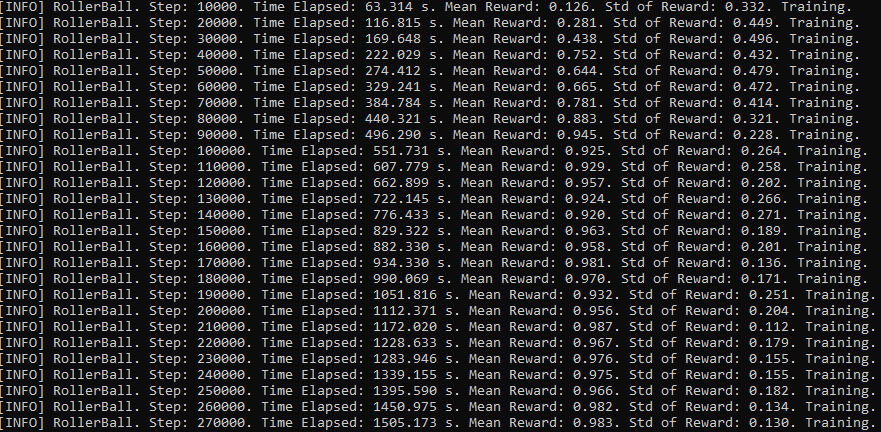 [INFO] RollerBall. Step: 10000. Time Elapsed: 63.314 s. Mean Reward: 0.126. Std of Reward: 0.332. Training.
[INFO] RollerBall. Step: 20000. Time Elapsed: 116.815 s. Mean Reward: 0.281. Std of Reward: 0.449. Training.
[INFO] RollerBall. Step: 30000. Time Elapsed: 169.648 s. Mean Reward: 0.438. Std of Reward: 0.496. Training.
[INFO] RollerBall. Step: 40000. Time Elapsed: 222.029 s. Mean Reward: 0.752. Std of Reward: 0.432. Training.
[INFO] RollerBall. Step: 50000. Time Elapsed: 274.412 s. Mean Reward: 0.644. Std of Reward: 0.479. Training.
[INFO] RollerBall. Step: 60000. Time Elapsed: 329.241 s. Mean Reward: 0.665. Std of Reward: 0.472. Training.
[INFO] RollerBall. Step: 70000. Time Elapsed: 384.784 s. Mean Reward: 0.781. Std of Reward: 0.414. Training.
[INFO] RollerBall. Step: 80000. Time Elapsed: 440.321 s. Mean Reward: 0.883. Std of Reward: 0.321. Training.
[INFO] RollerBall. Step: 90000. Time Elapsed: 496.290 s. Mean Reward: 0.945. Std of Reward: 0.228. Training.
[INFO] RollerBall. Step: 100000. Time Elapsed: 551.731 s. Mean Reward: 0.925. Std of Reward: 0.264. Training.
[INFO] RollerBall. Step: 110000. Time Elapsed: 607.779 s. Mean Reward: 0.929. Std of Reward: 0.258. Training.
[INFO] RollerBall. Step: 120000. Time Elapsed: 662.899 s. Mean Reward: 0.957. Std of Reward: 0.202. Training.
[INFO] RollerBall. Step: 130000. Time Elapsed: 722.145 s. Mean Reward: 0.924. Std of Reward: 0.266. Training.
[INFO] RollerBall. Step: 140000. Time Elapsed: 776.433 s. Mean Reward: 0.920. Std of Reward: 0.271. Training.
[INFO] RollerBall. Step: 150000. Time Elapsed: 829.322 s. Mean Reward: 0.963. Std of Reward: 0.189. Training.
[INFO] RollerBall. Step: 160000. Time Elapsed: 882.330 s. Mean Reward: 0.958. Std of Reward: 0.201. Training.
[INFO] RollerBall. Step: 170000. Time Elapsed: 934.330 s. Mean Reward: 0.981. Std of Reward: 0.136. Training.
[INFO] RollerBall. Step: 180000. Time Elapsed: 990.069 s. Mean Reward: 0.970. Std of Reward: 0.171. Training.
[INFO] RollerBall. Step: 190000. Time Elapsed: 1051.816 s. Mean Reward: 0.932. Std of Reward: 0.251. Training.
[INFO] RollerBall. Step: 200000. Time Elapsed: 1112.371 s. Mean Reward: 0.956. Std of Reward: 0.204. Training.
[INFO] RollerBall. Step: 210000. Time Elapsed: 1172.020 s. Mean Reward: 0.987. Std of Reward: 0.112. Training.
[INFO] RollerBall. Step: 220000. Time Elapsed: 1228.633 s. Mean Reward: 0.967. Std of Reward: 0.179. Training.
[INFO] RollerBall. Step: 230000. Time Elapsed: 1283.946 s. Mean Reward: 0.976. Std of Reward: 0.155. Training.
[INFO] RollerBall. Step: 240000. Time Elapsed: 1339.155 s. Mean Reward: 0.975. Std of Reward: 0.155. Training.
[INFO] RollerBall. Step: 250000. Time Elapsed: 1395.590 s. Mean Reward: 0.966. Std of Reward: 0.182. Training.
[INFO] RollerBall. Step: 260000. Time Elapsed: 1450.975 s. Mean Reward: 0.982. Std of Reward: 0.134. Training.
[INFO] RollerBall. Step: 270000. Time Elapsed: 1505.173 s. Mean Reward: 0.983. Std of Reward: 0.130. Training.